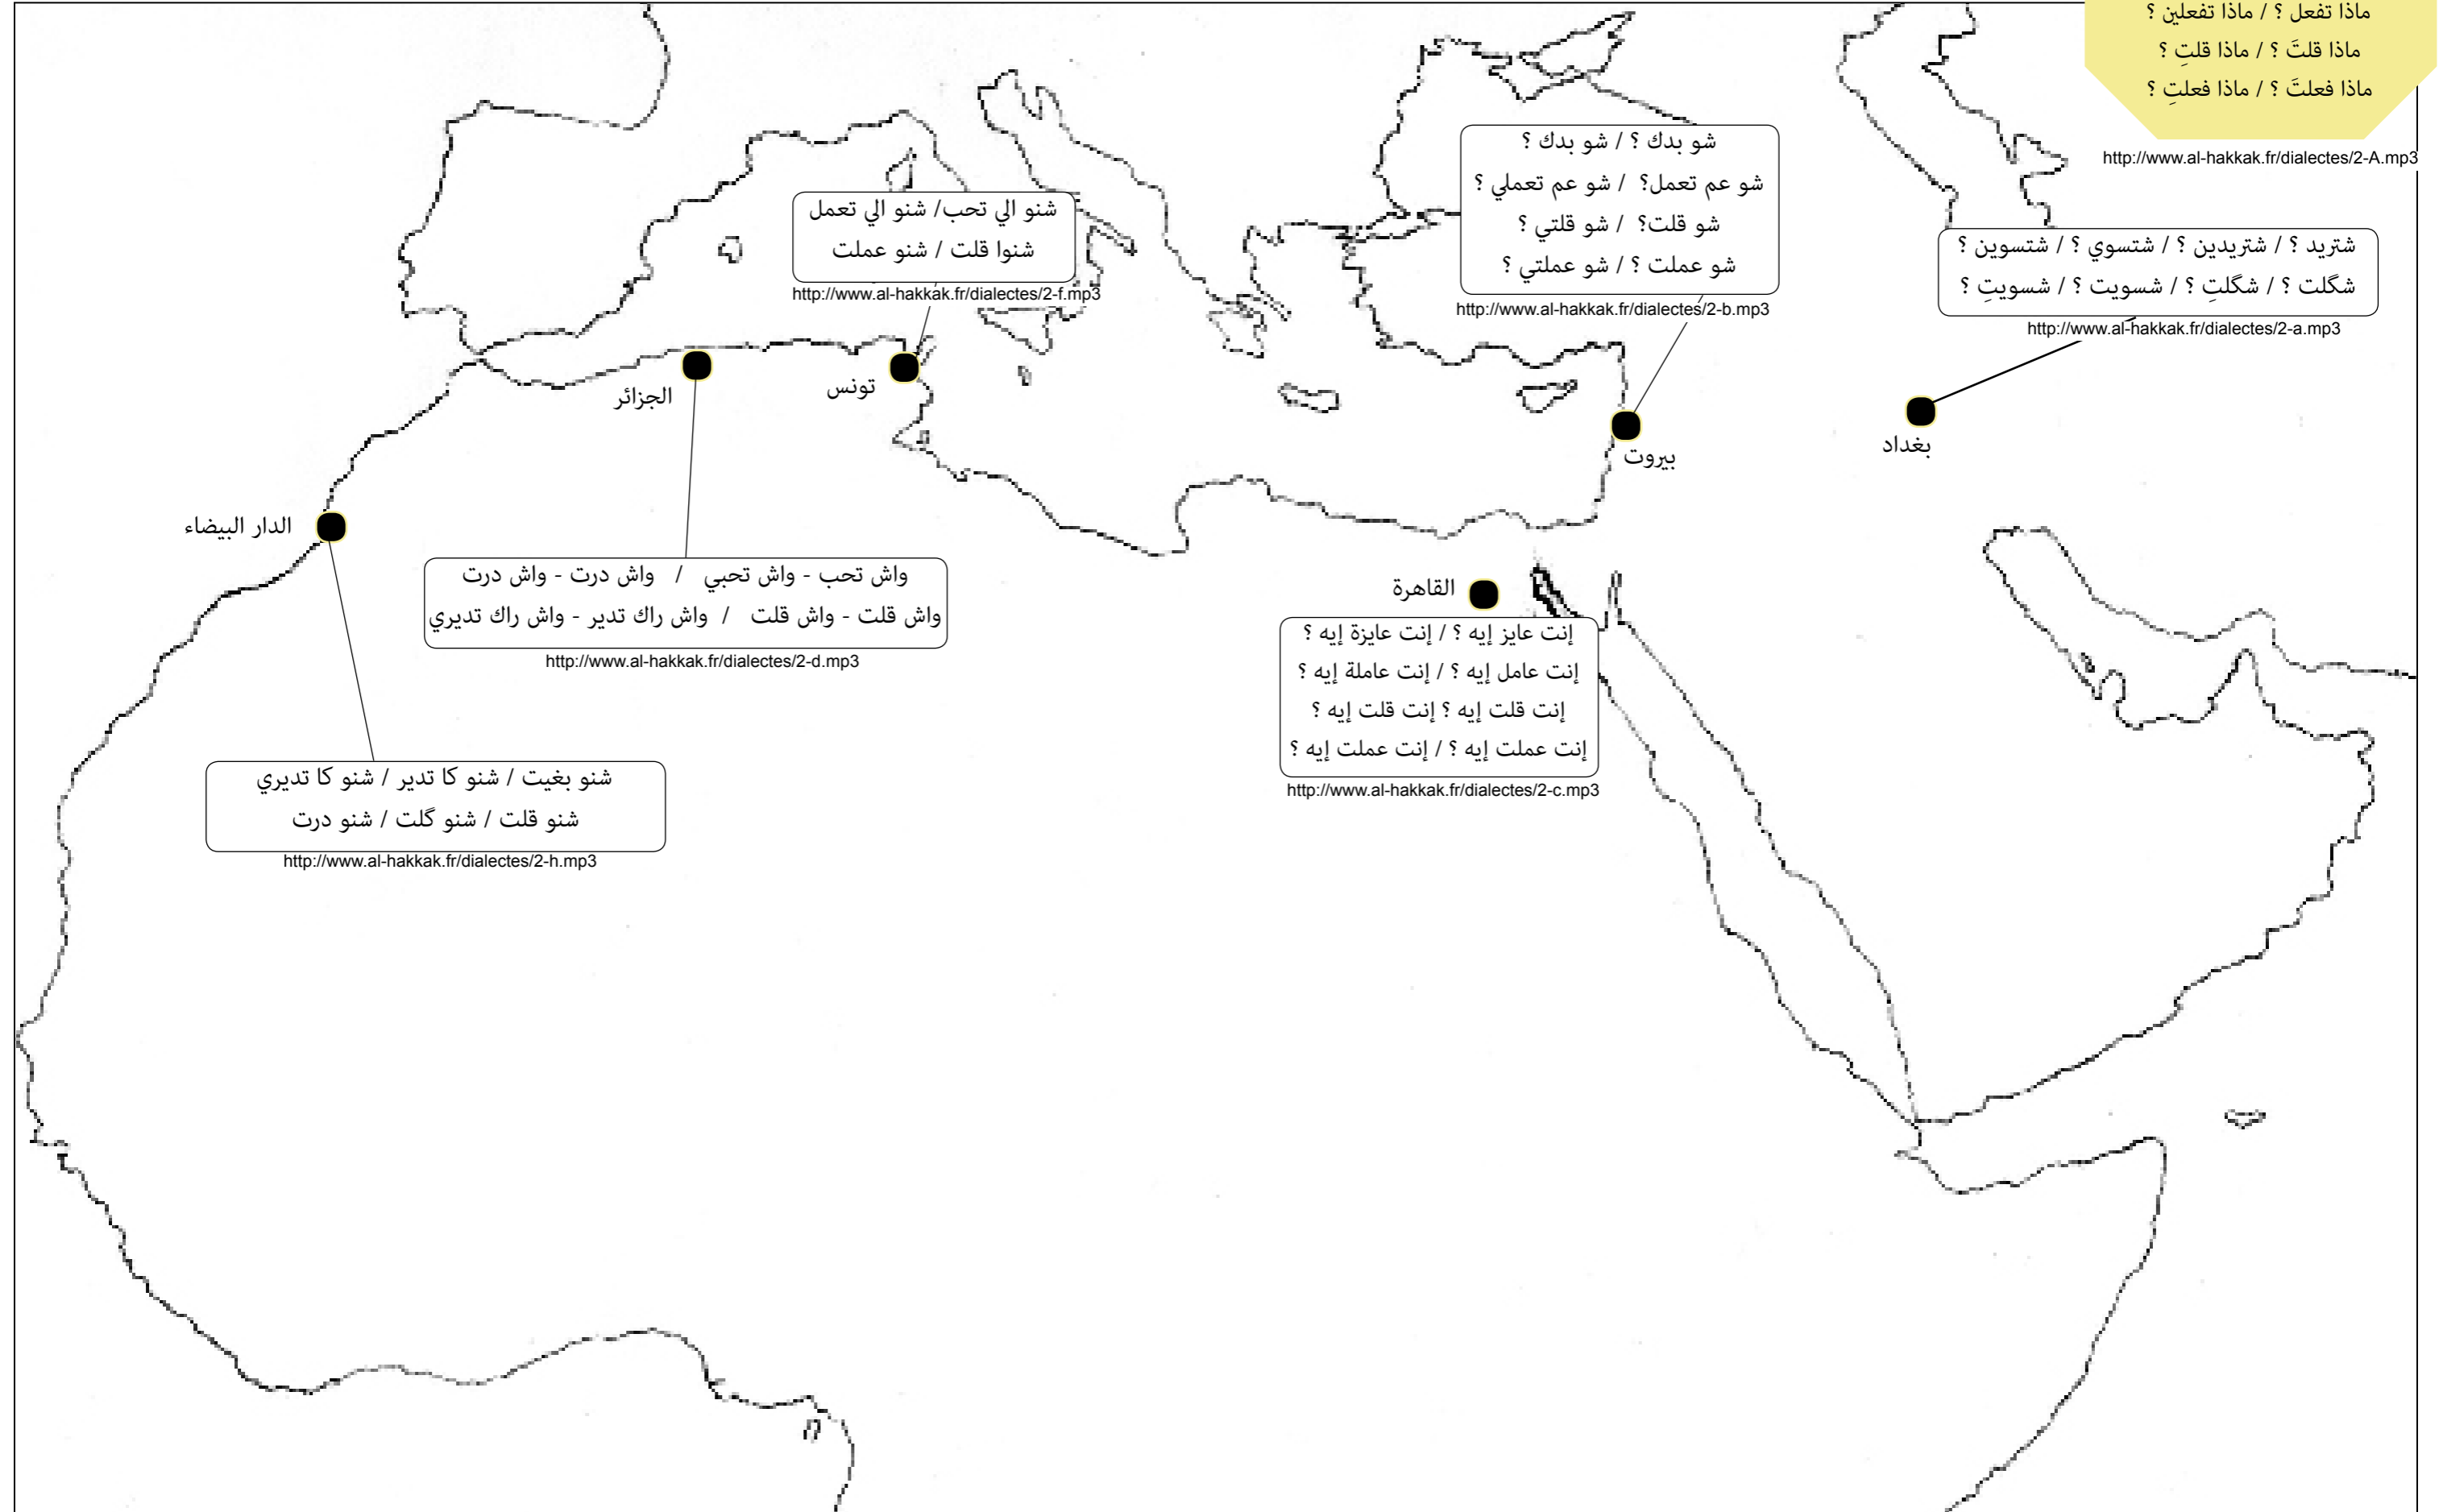 ماذا تفعل ؟ / ماذا تفعلين ؟
ماذا قلتَ ؟ / ماذا قلتِ ؟
ماذا فعلتَ ؟ / ماذا فعلتِ ؟
http://www.al-hakkak.fr/dialectes/2-A.mp3
شو بدك ؟ / شو بدك ؟
شو عم تعمل؟ / شو عم تعملي ؟
شو قلت؟ / شو قلتي ؟
شو عملت ؟ / شو عملتي ؟
http://www.al-hakkak.fr/dialectes/2-b.mp3
شنو الي تحب/ شنو الي تعمل
شنوا قلت / شنو عملت
http://www.al-hakkak.fr/dialectes/2-f.mp3
شتريد ؟ / شتريدين ؟ / شتسوي ؟ / شتسوين ؟
شگلت ؟ / شگلتِ ؟ / شسويت ؟ / شسويتِ ؟
http://www.al-hakkak.fr/dialectes/2-a.mp3
تونس
الجزائر
بغداد
بيروت
الدار البيضاء
القاهرة
واش تحب - واش تحبي / واش درت - واش درت
واش قلت - واش قلت / واش راك تدير - واش راك تديري
http://www.al-hakkak.fr/dialectes/2-d.mp3
إنت عايز إيه ؟ / إنت عايزة إيه ؟
إنت عامل إيه ؟ / إنت عاملة إيه ؟
إنت قلت إيه ؟ إنت قلت إيه ؟
إنت عملت إيه ؟ / إنت عملت إيه ؟
http://www.al-hakkak.fr/dialectes/2-c.mp3
شنو بغيت / شنو كا تدير / شنو كا تديري
شنو قلت / شنو گلت / شنو درت
http://www.al-hakkak.fr/dialectes/2-h.mp3